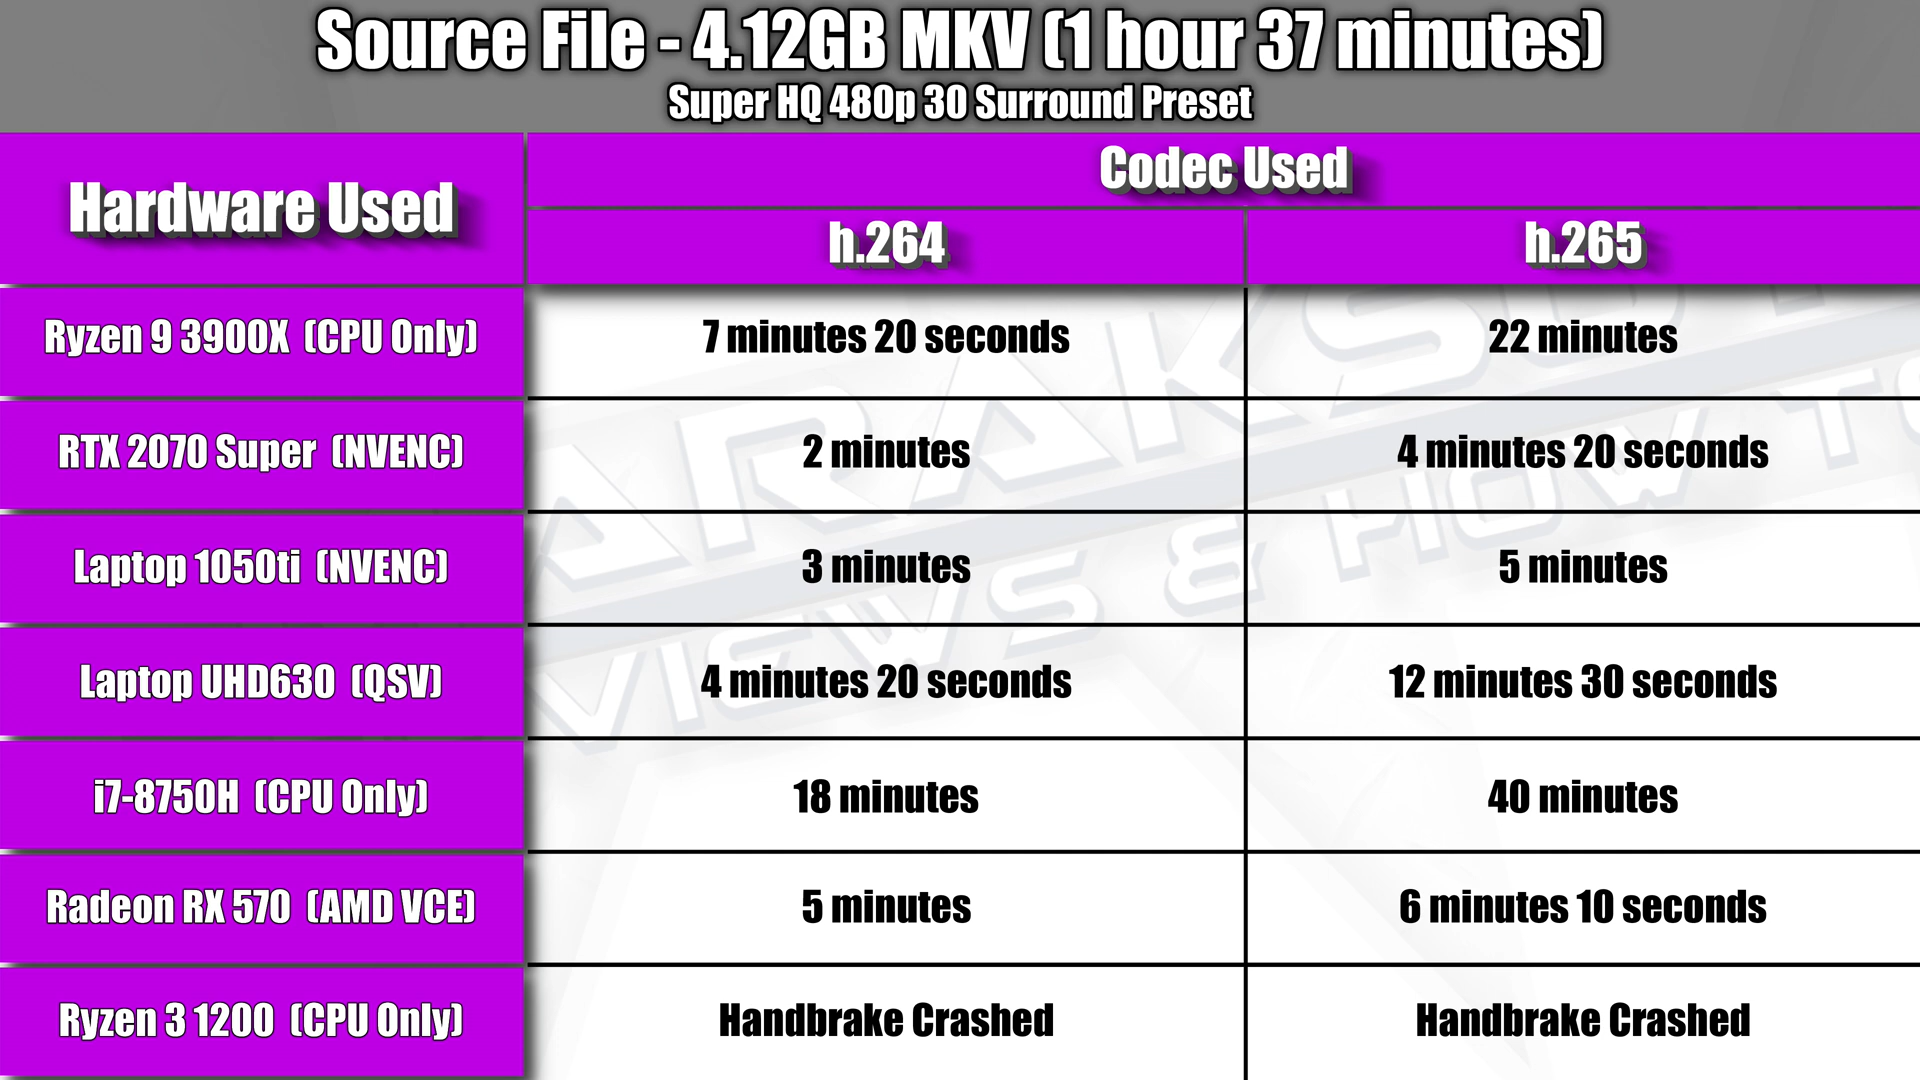 Source File - 4.12GB MKV (1 hour 37 minutes)
Super HQ 480p 30 Surround Preset
Hardware Used
Codec Used
h.264
h.265
Ryzen 9 3900X (CPU Only)
7 minutes 20 seconds
22 minutes
RTX 2070 Super (NVENC)
2 minutes
4 minutes 20 seconds
Laptop 1050ti (NVENC)
3 minutes
5 minutes
Laptop UHD630 (QSV)
4 minutes 20 seconds
12 minutes 30 seconds
i7-8750H (CPU Only)
18 minutes
40 minutes
Radeon RX 570 (AMD VCE)
5 minutes
6 minutes 10 seconds
Ryzen 3 1200 (CPU Only)
Handbrake Crashed
Handbrake Crashed